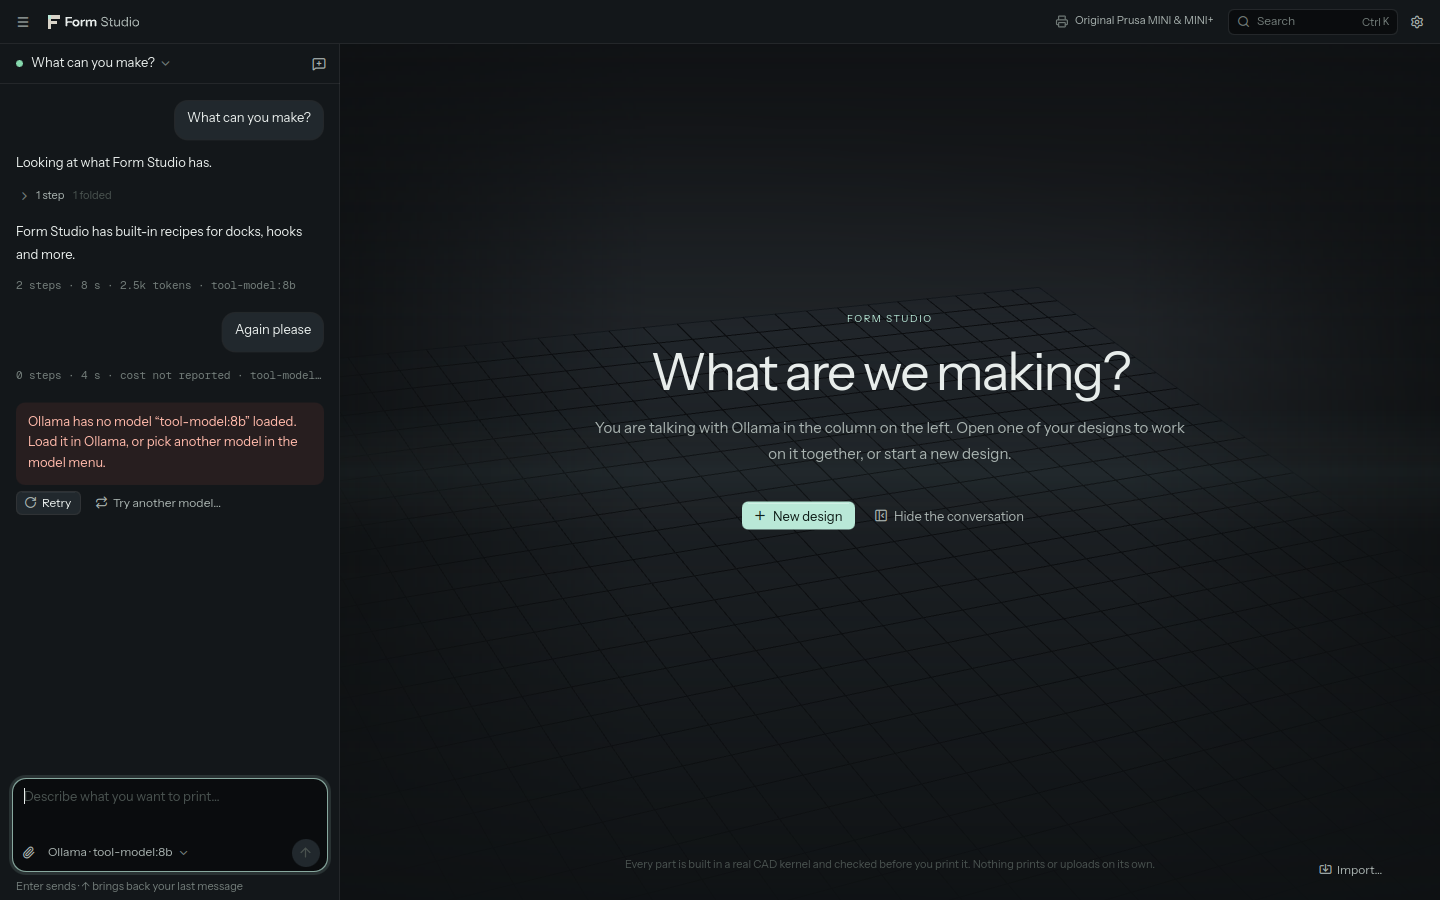 Form Studio
Original Prusa MINI & MINI+
Search
Ctrl K
What can you make?
What can you make?
Looking at what Form Studio has.
1 step 1 folded
Form Studio has built-in recipes for docks, hooks
and more.
2 steps · 8 s · 2.5k tokens · tool-model:8b
Again please
0 steps · 4 s · cost not reported · tool-model…
Ollama has no model “tool-model:8b” loaded.
Load it in Ollama, or pick another model in the
model menu.
Retry
Try another model…
Describe what you want to print…
Ollama · tool-model:8b
Enter sends · ↑ brings back your last message
FORM STUDIO
What are we making?
You are talking with Ollama in the column on the left. Open one of your designs to work
on it together, or start a new design.
New design
Hide the conversation
Every part is built in a real CAD kernel and checked before you print it. Nothing prints or uploads on its own.
Import…